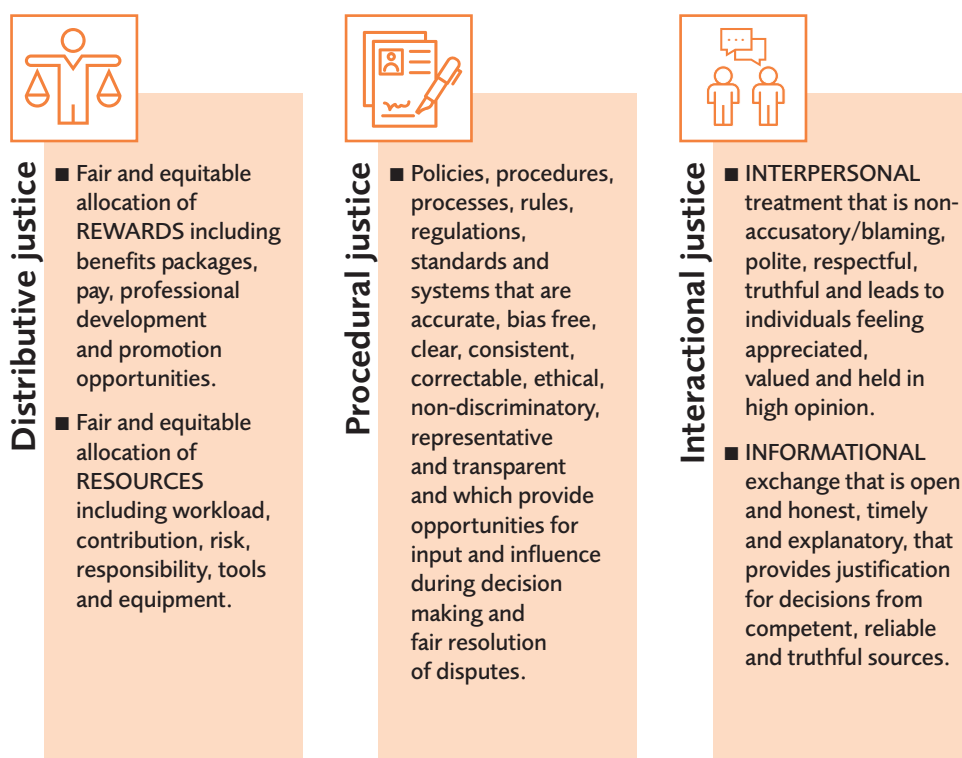 Distributive justice
■ Fair and equitable
allocation of
REWARDS including
benefits packages,
pay, professional
development
and promotion
opportunities.
■ Fair and equitable
allocation of
RESOURCES
including workload,
contribution, risk,
responsibility, tools
and equipment.
Procedural justice
■ Policies, procedures,
processes, rules,
regulations,
standards and
systems that are
accurate, bias free,
clear, consistent,
correctable, ethical,
non-discriminatory,
representative
and transparent
and which provide
opportunities for
input and influence
during decision
making and
fair resolution
of disputes.
Interactional justice
■ INTERPERSONAL
treatment that is non-
accusatory/blaming,
polite, respectful,
truthful and leads to
individuals feeling
appreciated,
valued and held in
high opinion.
■ INFORMATIONAL
exchange that is open
and honest, timely
and explanatory, that
provides justification
for decisions from
competent, reliable
and truthful sources.